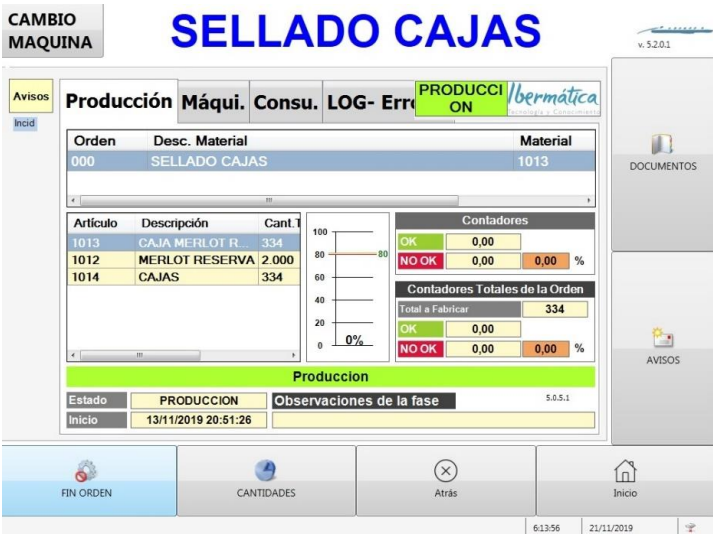 CAMBIO
MAQUINA
SELLADO CAJAS
v. 5.2.0.1
Avisos
Incid
Producción Máqui. Consu. LOG- Erro
PRODUCCI
ON
Ibermática
Tecnología y Conocimiento
Orden Desc. Material Material
000 SELLADO CAJAS 1013
DOCUMENTOS
Artículo Descripción Cant.T
1013 CAJA MERLOT R... 334
1012 MERLOT RESERVA 2.000
1014 CAJAS 334
100
80 80
60
40
20
0 0%
Contadores
OK 0,00
NO OK 0,00 0,00 %
Contadores Totales de la Orden
Total a Fabricar 334
OK 0,00
NO OK 0,00 0,00 %
AVISOS
Produccion
Estado PRODUCCION Observaciones de la fase 5.0.5.1
Inicio 13/11/2019 20:51:26
FIN ORDEN CANTIDADES Atrás Inicio
6:13:56 21/11/2019